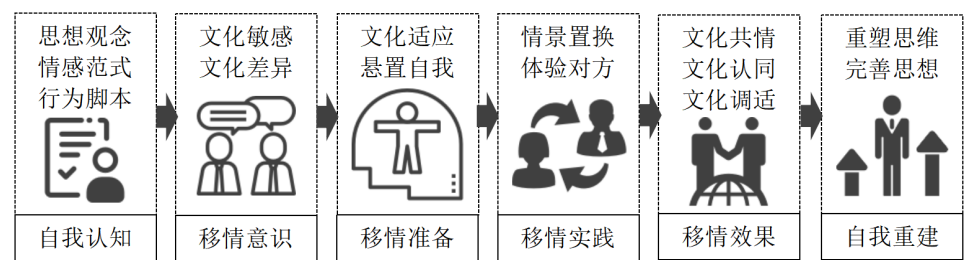 思想观念
情感范式
行为脚本
自我认知
文化敏感
文化差异
移情意识
文化适应
悬置自我
移情准备
情景置换
体验对方
移情实践
文化共情
文化认同
文化调适
移情效果
重塑思维
完善思想
自我重建